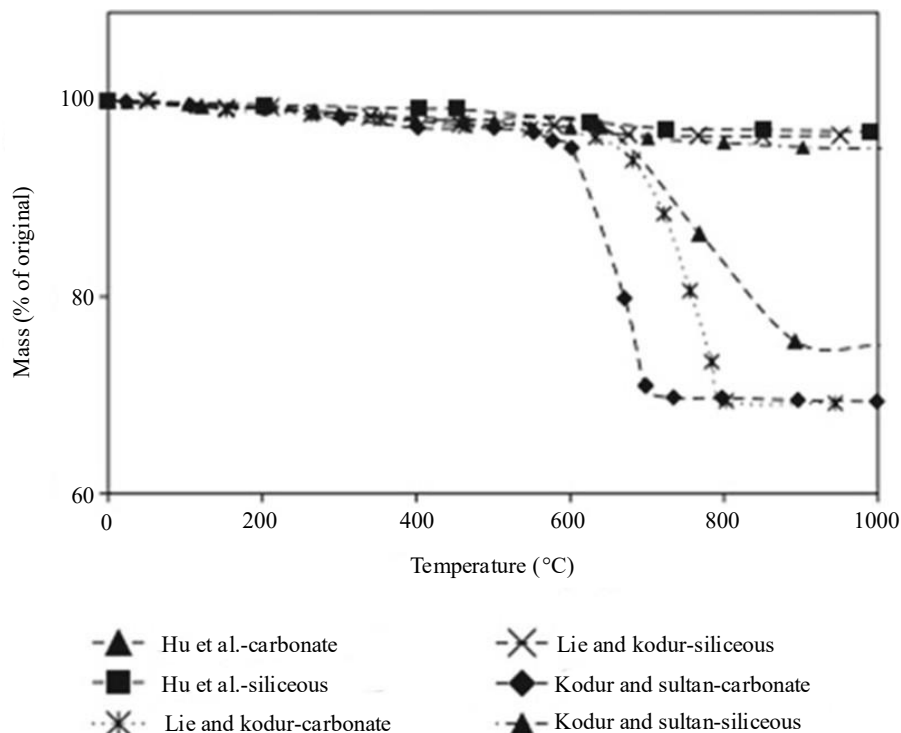 100
80
60
Mass (% of original)
0 200 400 600 800 1000
Temperature (°C)
Hu et al.-carbonate
Hu et al.-siliceous
Lie and kodur-carbonate
Lie and kodur-siliceous
Kodur and sultan-carbonate
Kodur and sultan-siliceous